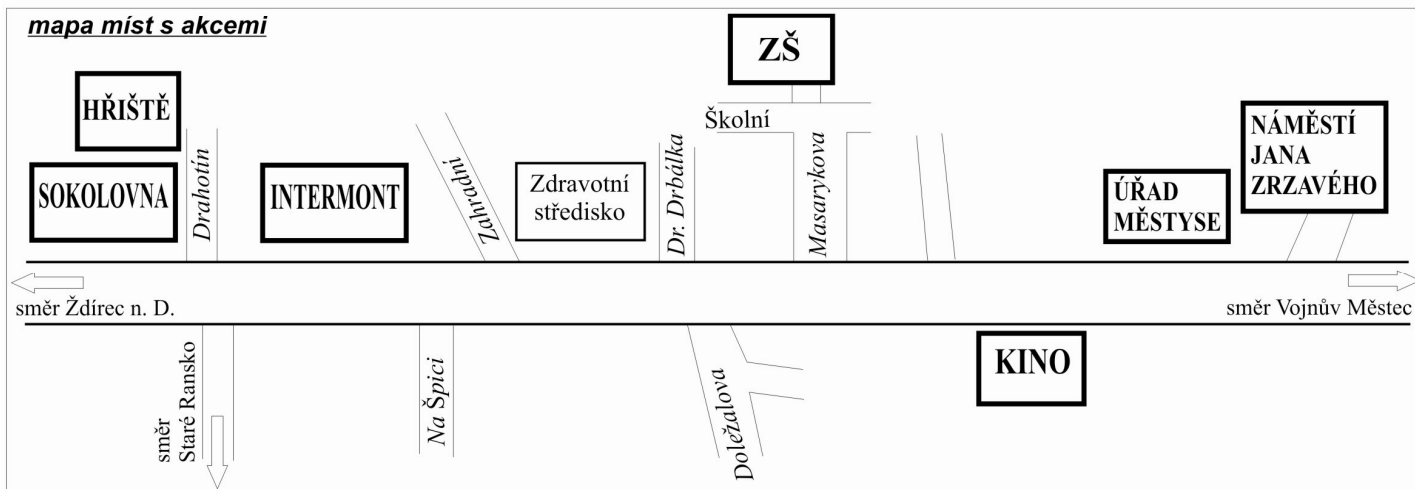 mapa míst s akcemi
ZŠ
HŘIŠTĚ
Školní
NÁMĚSTÍ
JANA
ZRZAVÉHO
SOKOLOVNA
Drahotín
INTERMONT
Zahradní
Zdravotní
středisko
Dr. Drbálka
Masarykova
ÚŘAD
MĚSTYSE
směr Ždírec n. D.
směr Vojnův Městec
směr
Staré Ransko
Na Špici
Doležalova
KINO